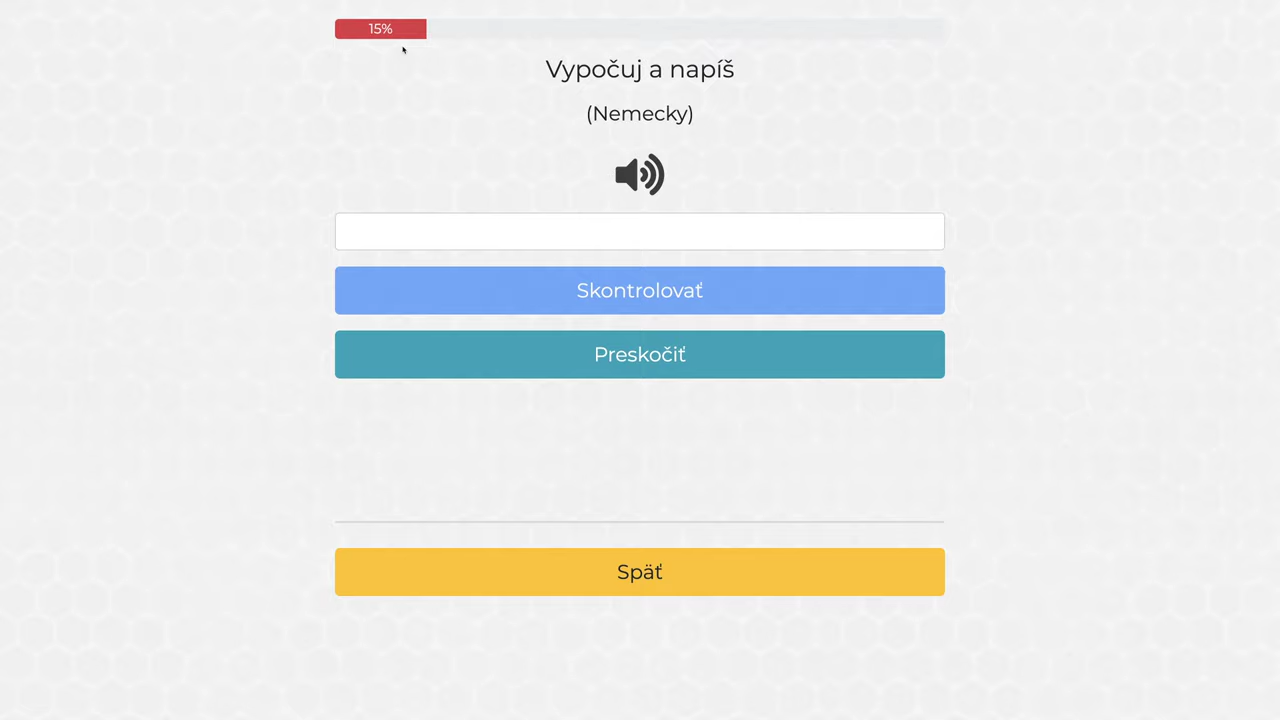 15%
Vypočuj a napíš
(Nemecky)
Skontrolovať
Preskočiť
Späť